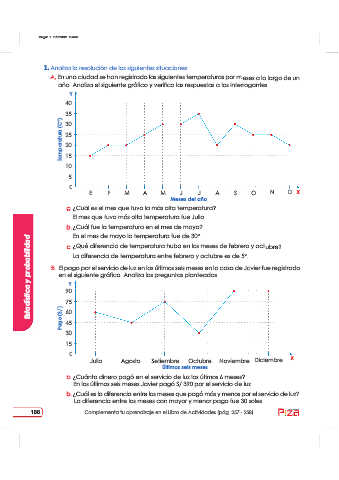 1. Analiza la resolución de las siguientes situaciones
A. En una ciudad se han registrado las siguientes temperaturas por meses a lo largo de un
año. Analiza el siguiente gráfico y verifica las respuestas a las interrogantes
Y
40
35
30
25
20
15
5
0
Temperatura (C°)
E F M A M J J A S O N D X
Meses del año
a. ¿Cuál es el mes que tuvo la más alta temperatura?
El mes que tuvo más alta temperatura fue Julio
b. ¿Cuál fue la temperatura en el mes de mayo?
En el mes de mayo la temperatura fue de 30°
c. ¿Qué diferencia de temperatura hubo en los meses de febrero y octubre?
La diferencia de temperatura entre febrero y octubre es de 5°
B. El pago por el servicio de luz en los últimos seis meses en la casa de Javier fue registrado
en el siguiente gráfico. Analiza las preguntas planteadas
Y
90
75
60
45
30
15
0
Pago (S/)
Julio Agosto Setiembre Octubre Noviembre Diciembre X
Últimos seis meses
a. ¿Cuánto dinero pagó en el servicio de luz los últimos 6 meses?
En los últimos seis meses Javier pagó S/ 390 por el servicio de luz
b. ¿Cuál es la diferencia entre los meses que pagó más y menos por el servicio de luz?
La diferencia entre los meses con mayor y menor pago fue 30 soles
Estadística y probabilidad
188
Complementa tu aprendizaje en el Libro de Actividades (pág. 357 - 358)